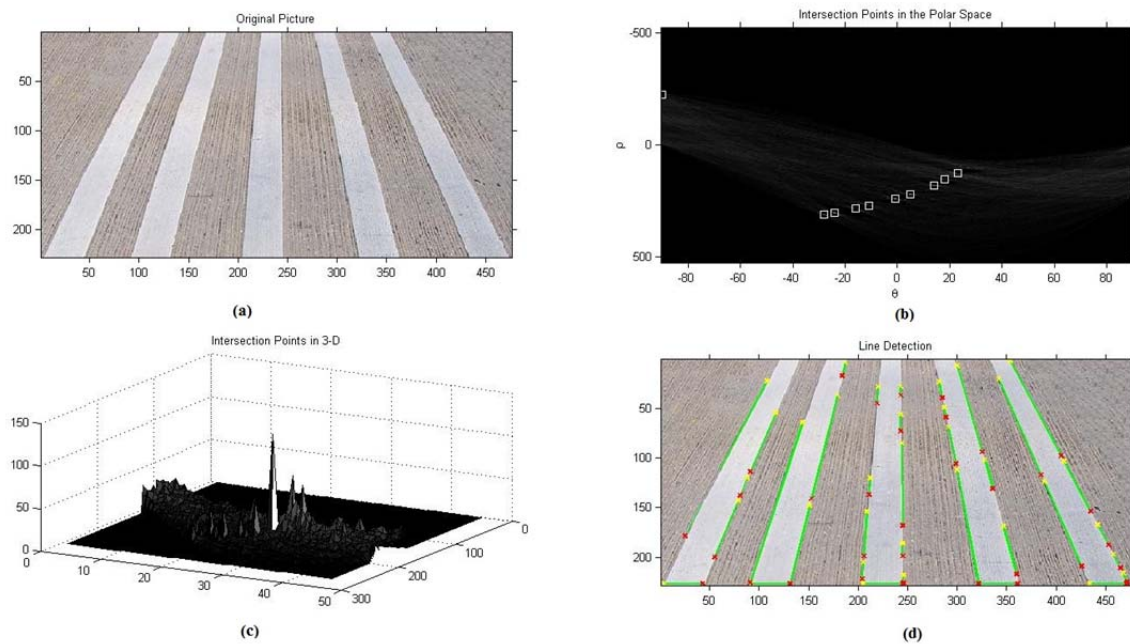 Original Picture
50
100
150
200
50 100 150 200 250 300 350 400 450
(a)
Intersection Points in the Polar Space
-500
0
500
ρ
-80 -60 -40 -20 0 20 40 60 80
θ
(b)
Intersection Points in 3-D
150
100
50
0
0 10 20 30 40 50
0
100
200
300
(c)
Line Detection
50
100
150
200
50 100 150 200 250 300 350 400 450
(d)